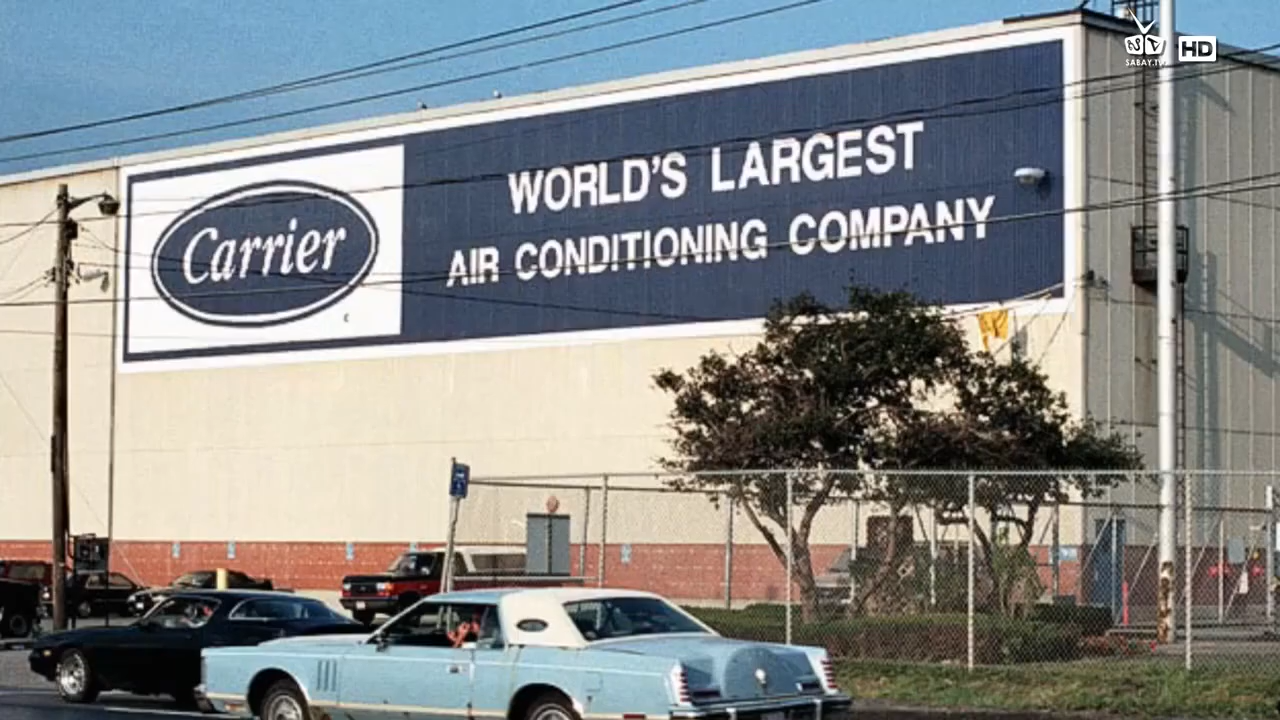 SABAY.TV
HD
Carrier
WORLD'S LARGEST
AIR CONDITIONING COMPANY